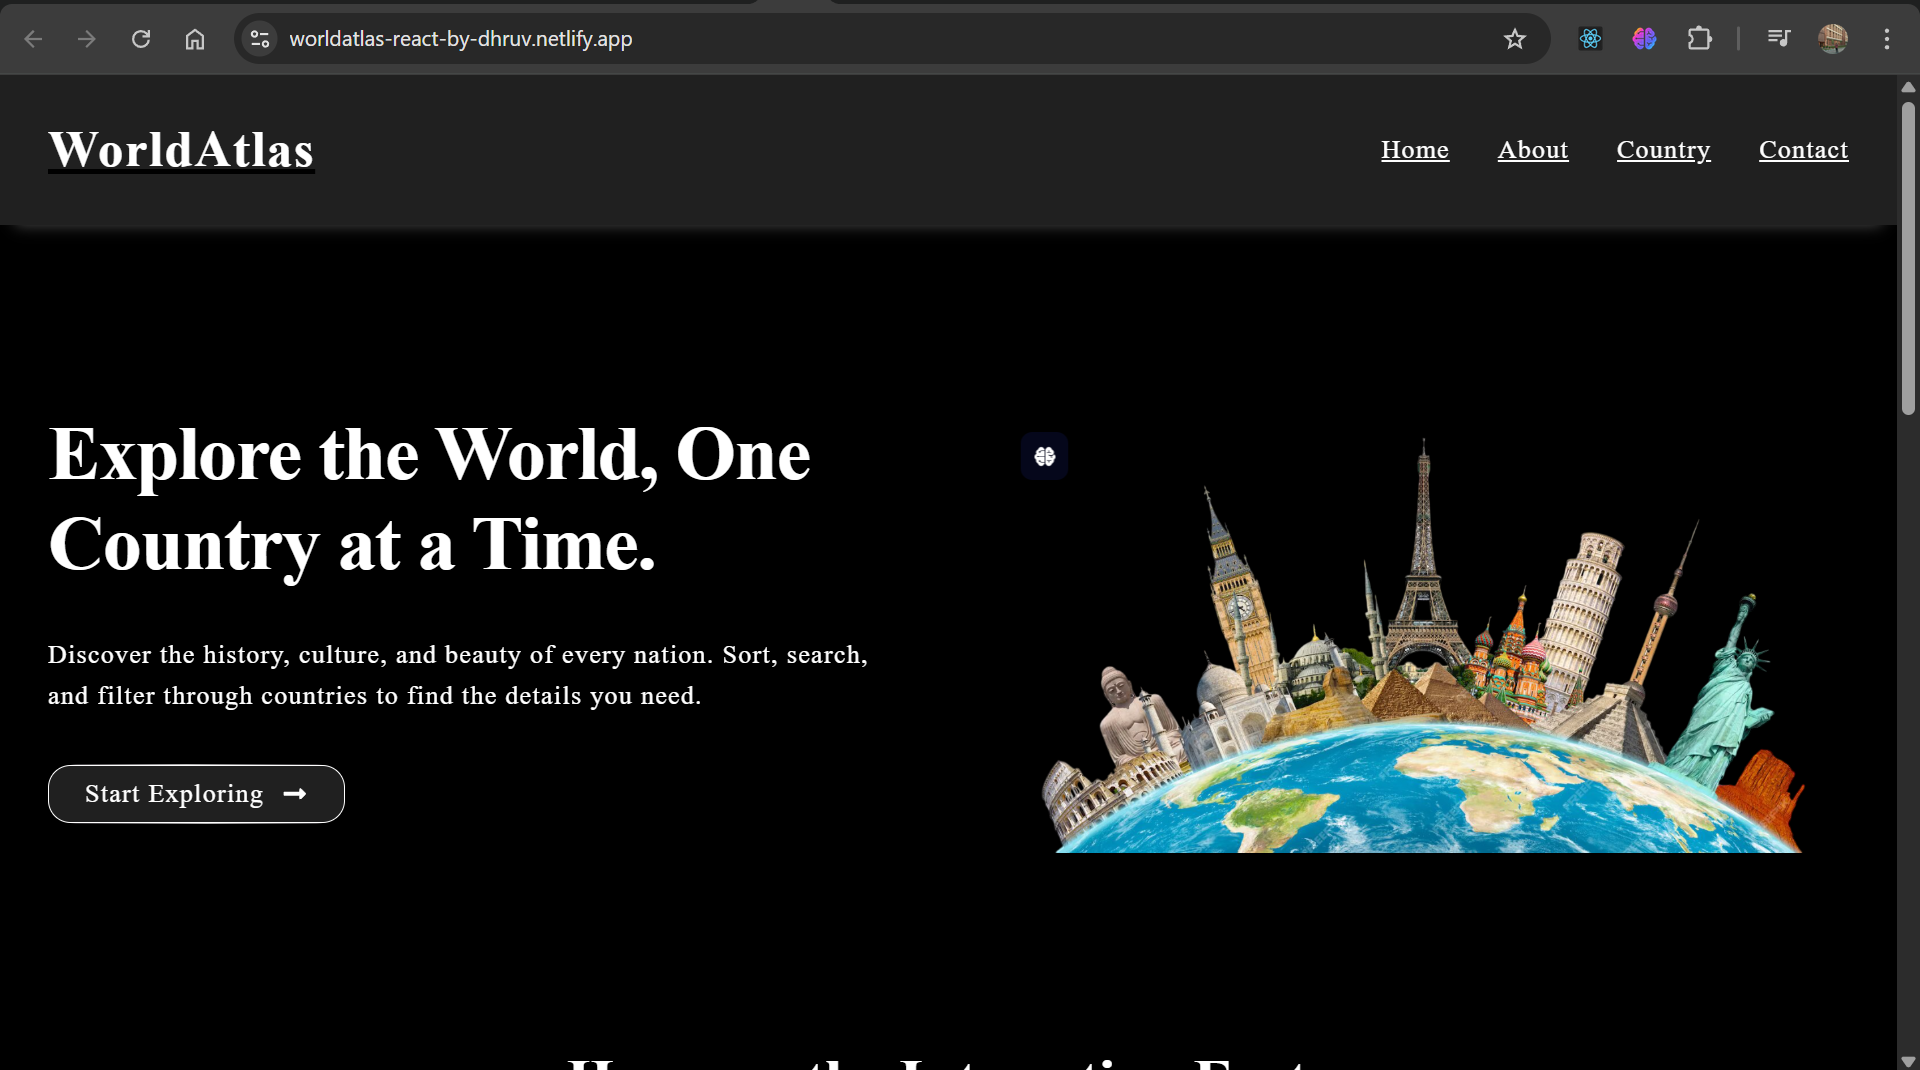 worldatlas-react-by-dhruv.netlify.app
WorldAtlas
Home About Country Contact
Explore the World, One
Country at a Time.
Discover the history, culture, and beauty of every nation. Sort, search,
and filter through countries to find the details you need.
Start Exploring